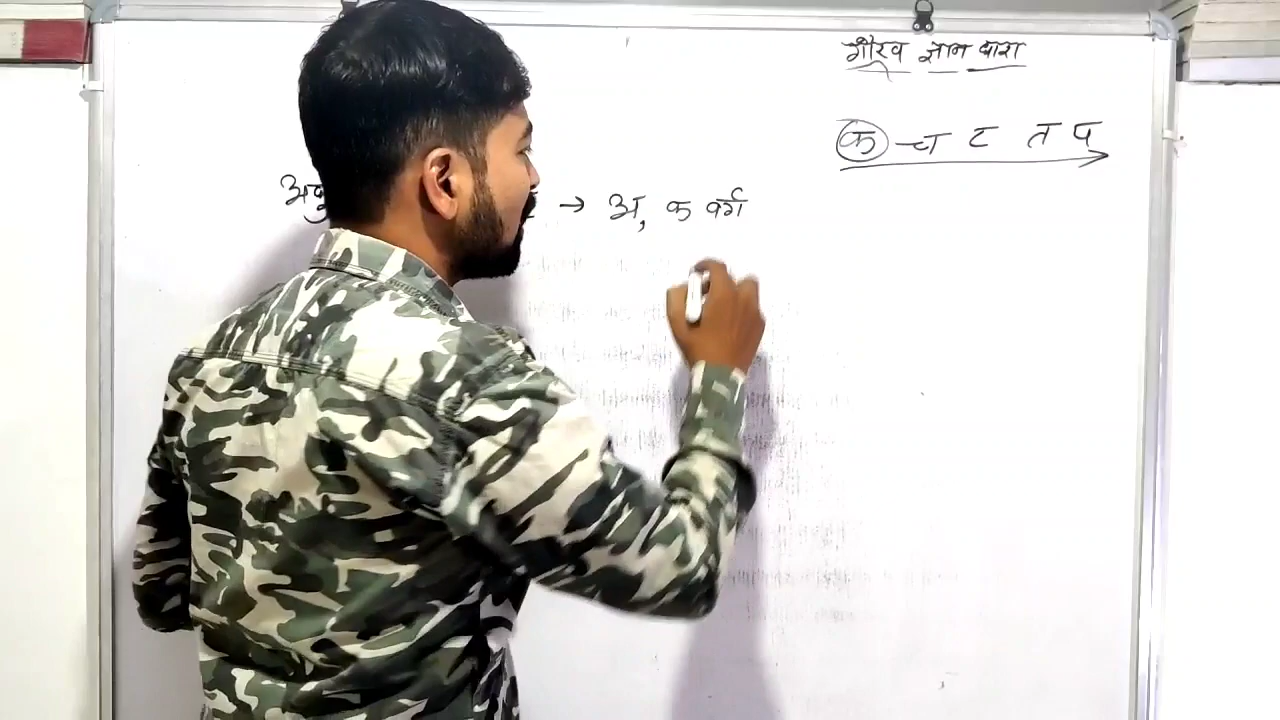 गौरव ज्ञान धारा
क च ट त प
→ अ, क वर्ग